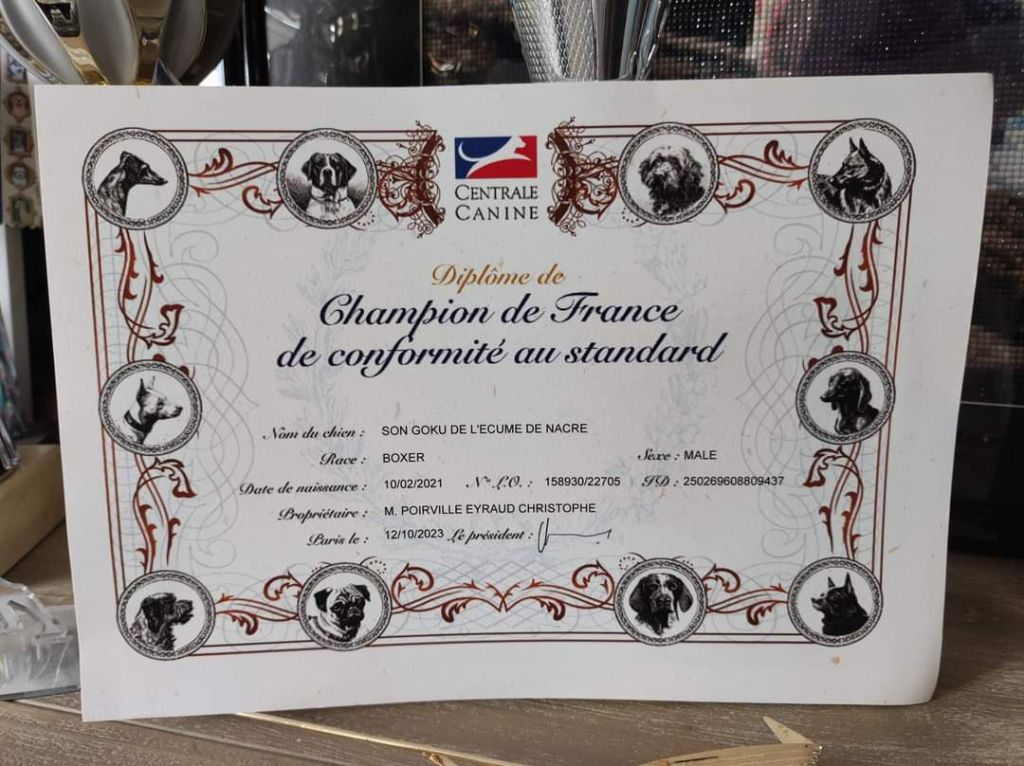 CENTRALE
CANINE
Diplôme de
Champion de France
de conformité au standard
Nom du chien : SON GOKU DE L'ECUME DE NACRE
Race : BOXER Sexe : MALE
Date de naissance : 10/02/2021 N° L.O. : 158930/22705 ID : 250269608809437
Propriétaire : M. POIRVILLE EYRAUD CHRISTOPHE
Paris le : 12/10/2023 Le président :